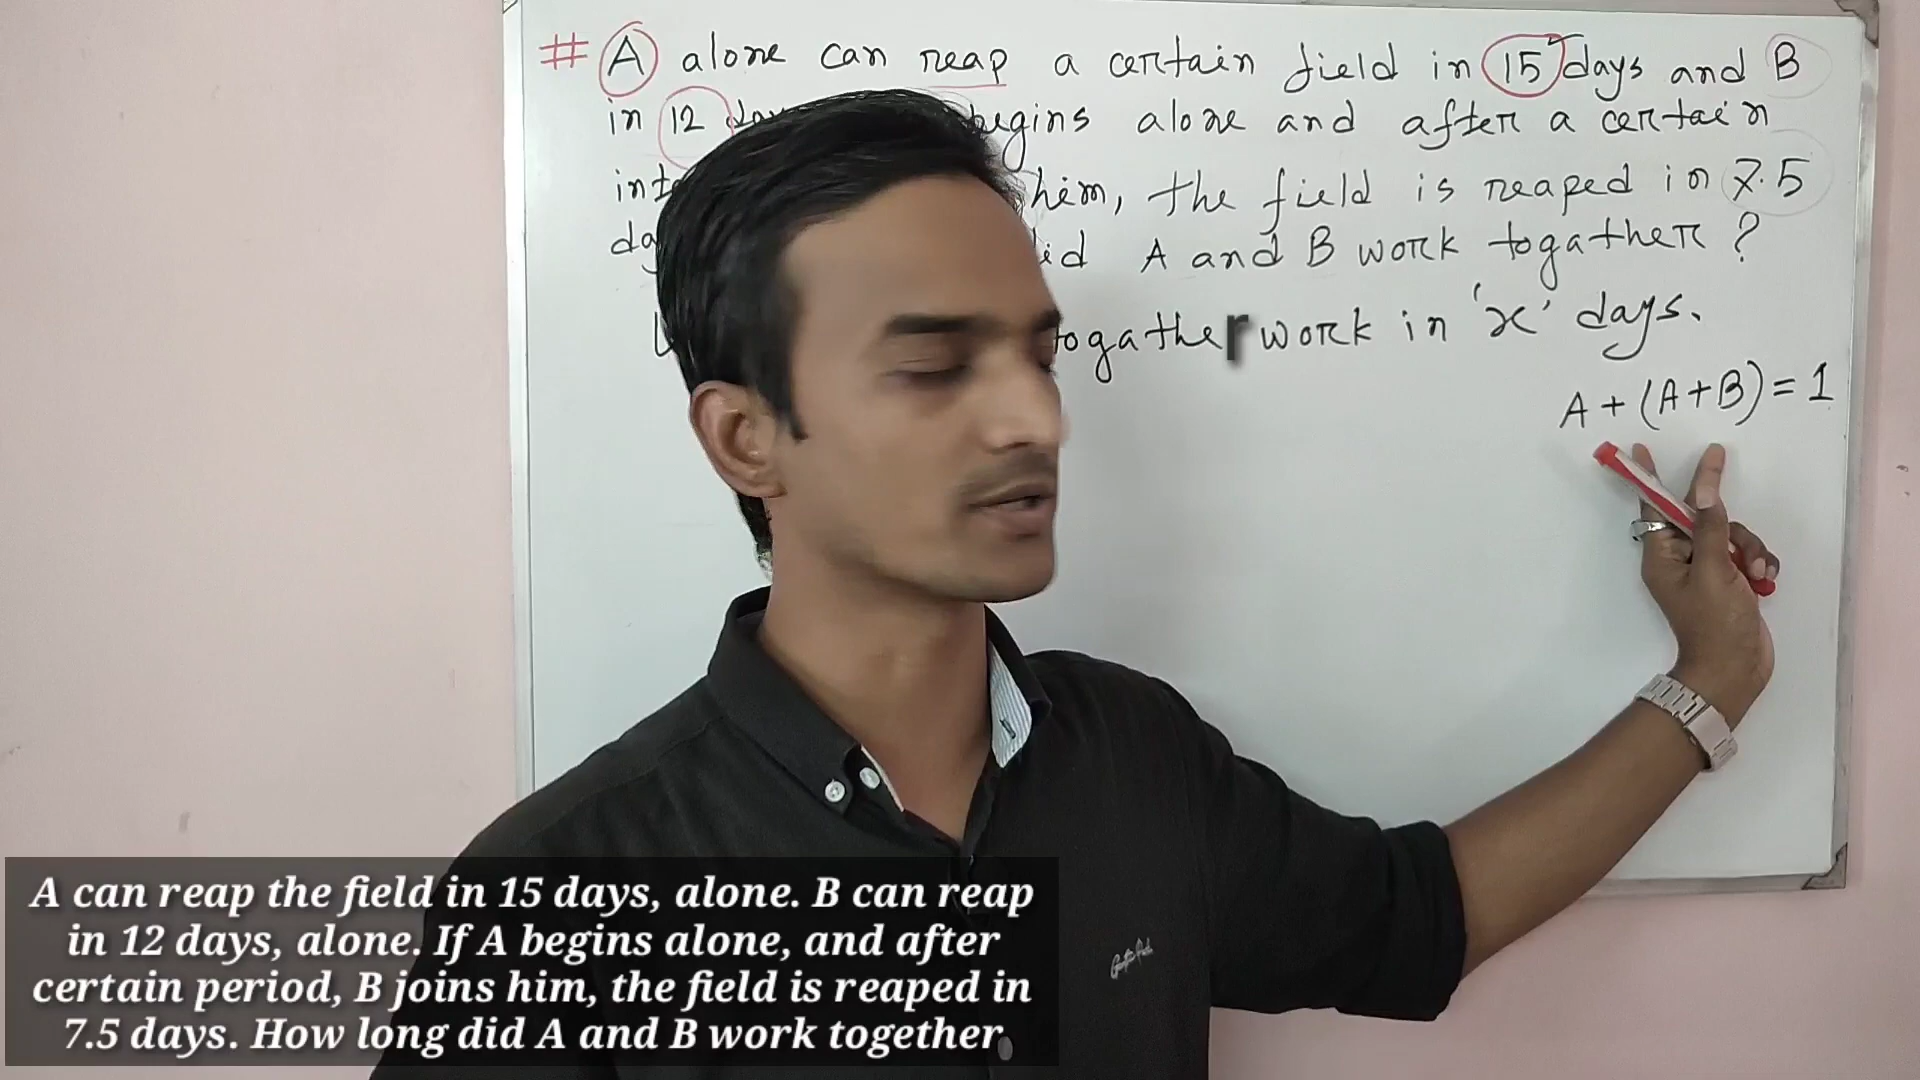 # A alone can reap a certain field in 15 days and B
in 12 begins alone and after a certain
him, the field is reaped in 7.5
A and B work togather ?
togather work in 'x' days.
A + (A+B) = 1
A can reap the field in 15 days, alone. B can reap
in 12 days, alone. If A begins alone, and after
certain period, B joins him, the field is reaped in
7.5 days. How long did A and B work together.